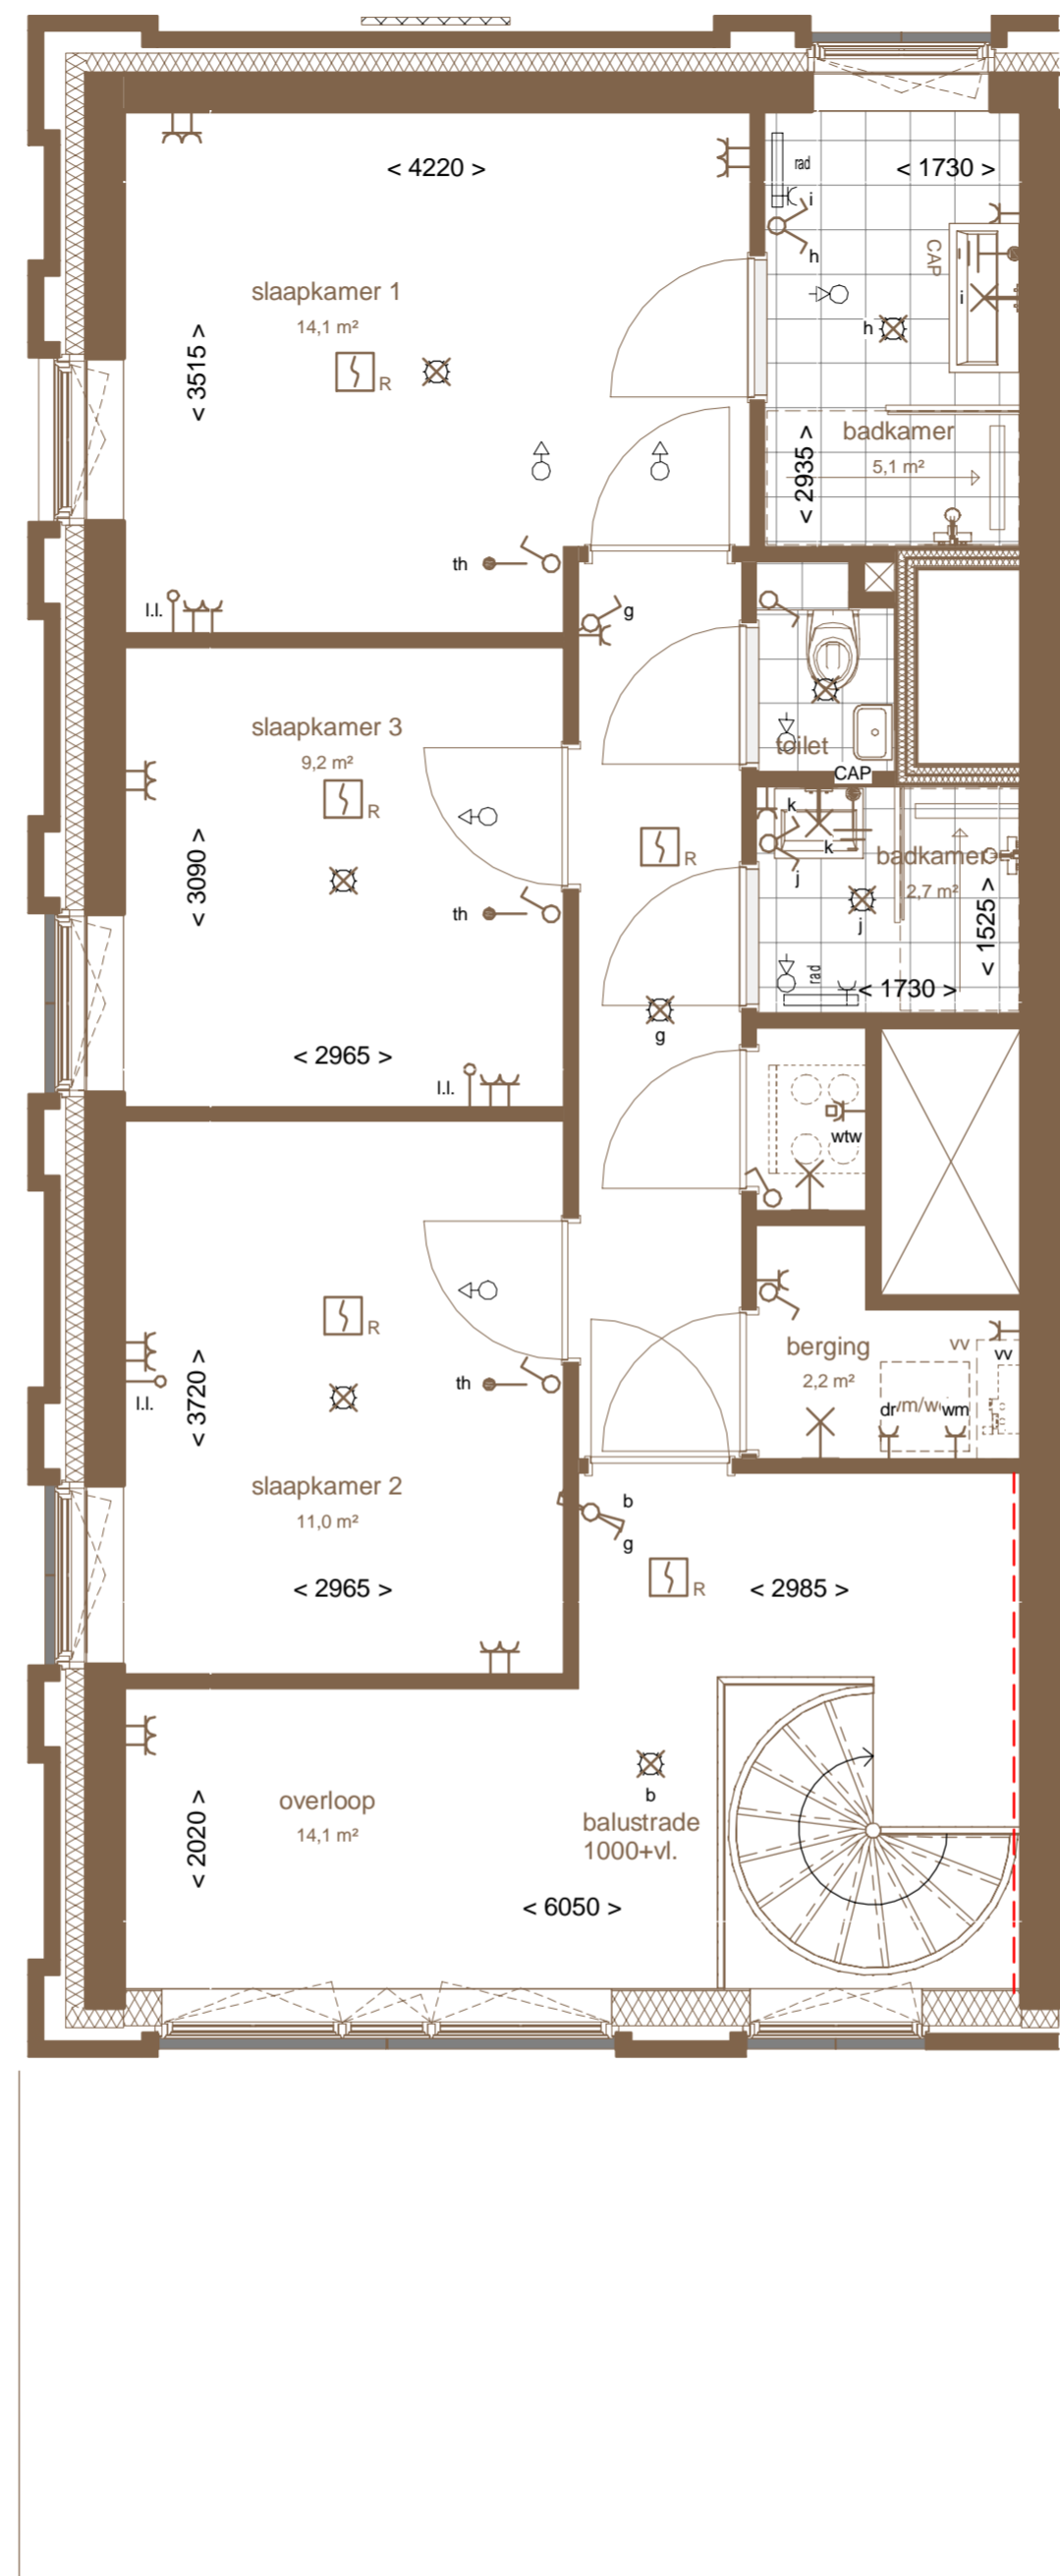 < 4220 >
rad
< 1730 >
i
h
CAP
i
h
slaapkamer 1
14,1 m²
R
< 3515 >
badkamer
5,1 m²
< 2935 >
th
l.l.
g
slaapkamer 3
9,2 m²
R
toilet
CAP
k
k
R
badkamer
2,7 m²
j
j
< 3090 >
th
rad
< 1525 >
< 1730 >
g
< 2965 >
l.l.
wtw
R
berging
2,2 m²
vv
vv
th
l.l.
< 3720 >
dr
wm
slaapkamer 2
11,0 m²
b
g
R
< 2965 >
< 2985 >
b
overloop
14,1 m²
balustrade
1000+vl.
< 2020 >
< 6050 >